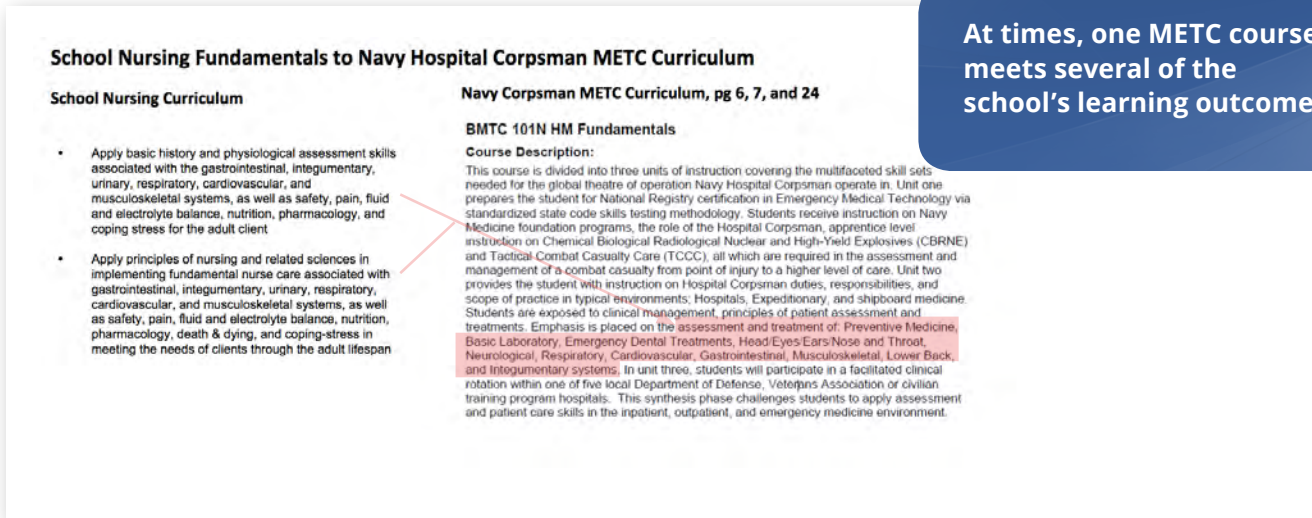 At times, one METC course
meets several of the
school's learning outcome
School Nursing Fundamentals to Navy Hospital Corpsman METC Curriculum
School Nursing Curriculum
• Apply basic history and physiological assessment skills
associated with the gastrointestinal, integumentary,
urinary, respiratory, cardiovascular, and
musculoskeletal systems, as well as safety, pain, fluid
and electrolyte balance, nutrition, pharmacology, and
coping stress for the adult client
• Apply principles of nursing and related sciences in
implementing fundamental nurse care associated with
gastrointestinal, integumentary, urinary, respiratory,
cardiovascular, and musculoskeletal systems, as well
as safety, pain, fluid and electrolyte balance, nutrition,
pharmacology, death & dying, and coping-stress in
meeting the needs of clients through the adult lifespan
Navy Corpsman METC Curriculum, pg 6, 7, and 24
BMTC 101N HM Fundamentals
Course Description:
This course is divided into three units of instruction covering the multifaceted skill sets
needed for the global theatre of operation Navy Hospital Corpsman operate in. Unit one
prepares the student for National Registry certification in Emergency Medical Technology via
standardized state code skills testing methodology. Students receive instruction on Navy
Medicine foundation programs, the role of the Hospital Corpsman, apprentice level
instruction on Chemical Biological Radiological Nuclear and High-Yield Explosives (CBRNE)
and Tactical Combat Casualty Care (TCCC), all which are required in the assessment and
management of a combat casualty from point of injury to a higher level of care. Unit two
provides the student with instruction on Hospital Corpsman duties, responsibilities, and
scope of practice in typical environments; Hospitals, Expeditionary, and shipboard medicine.
Students are exposed to clinical management, principles of patient assessment and
treatments. Emphasis is placed on the assessment and treatment of: Preventive Medicine,
Basic Laboratory, Emergency Dental Treatments, Head/Eyes/Ears/Nose and Throat,
Neurological, Respiratory, Cardiovascular, Gastrointestinal, Musculoskeletal, Lower Back,
and Integumentary systems. In unit three, students will participate in a facilitated clinical
rotation within one of five local Department of Defense, Veterans Association or civilian
training program hospitals. This synthesis phase challenges students to apply assessment
and patient care skills in the inpatient, outpatient, and emergency medicine environment.